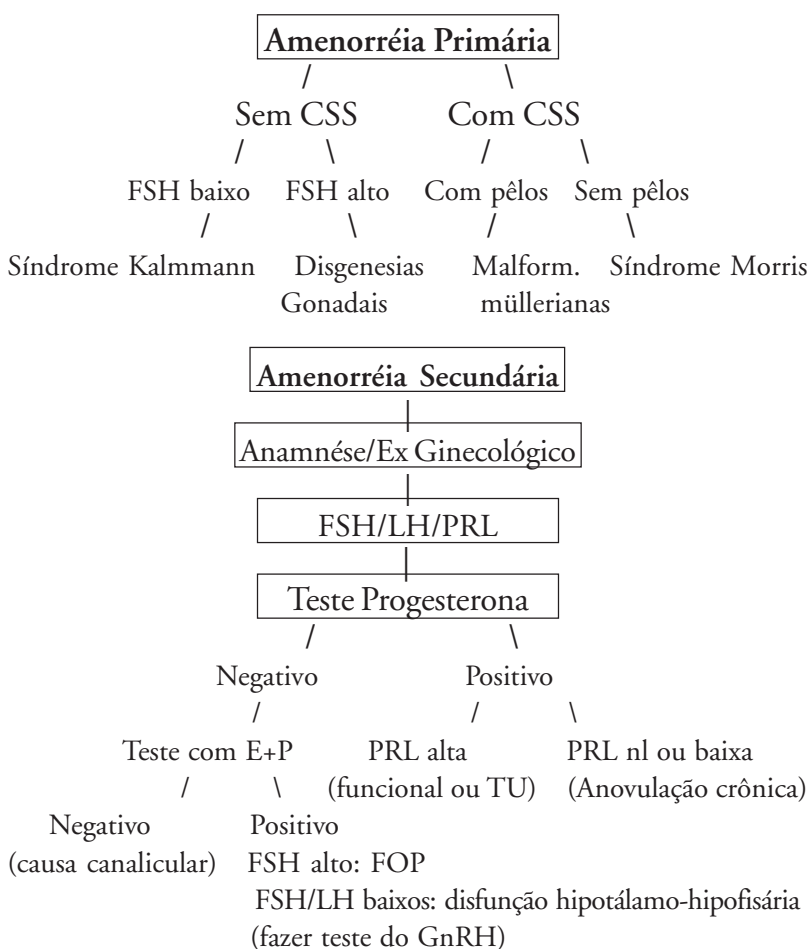 Amenorréia Primária
/ \
Sem CSS Com CSS
/ \ / \
FSH baixo FSH alto Com pêlos Sem pêlos
/ \ / \
Síndrome Kalmmann Disgenesias Malform. Síndrome Morris
Gonadais müllerianas
Amenorréia Secundária
|
Anamnése/Ex Ginecológico
|
FSH/LH/PRL
|
Teste Progesterona
/ \
Negativo Positivo
/ / \
Teste com E+P PRL alta PRL nl ou baixa
/ \ (funcional ou TU) (Anovulação crônica)
Negativo Positivo
(causa canalicular) FSH alto: FOP
FSH/LH baixos: disfunção hipotálamo-hipofisária
(fazer teste do GnRH)